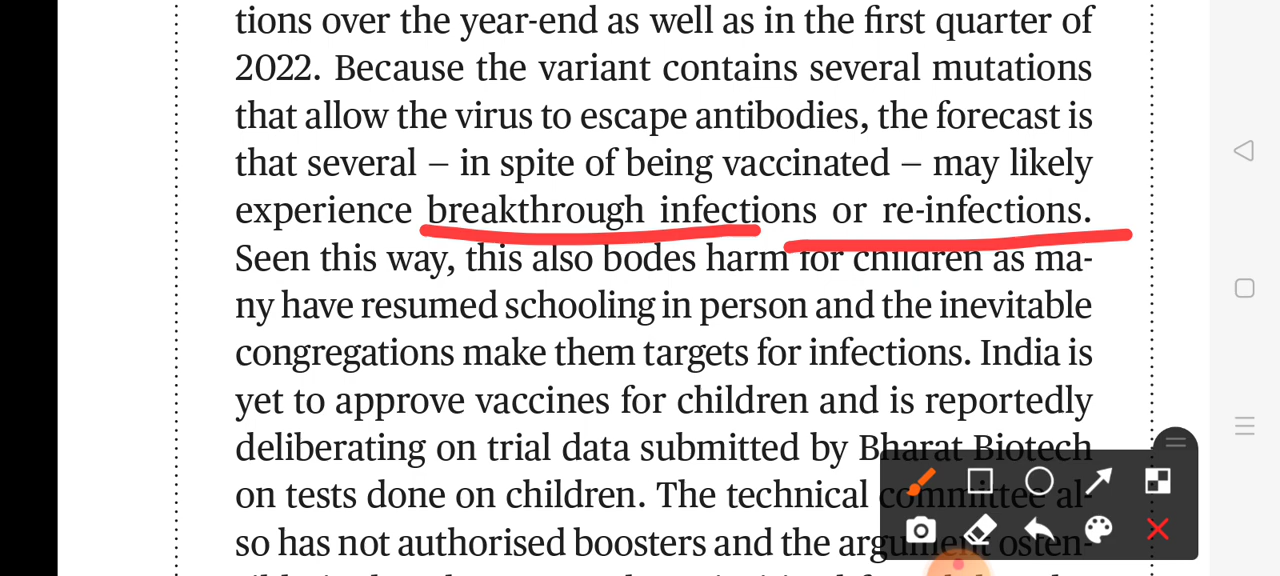 tions over the year-end as well as in the first quarter of
2022. Because the variant contains several mutations
that allow the virus to escape antibodies, the forecast is
that several – in spite of being vaccinated – may likely
experience breakthrough infections or re-infections.
Seen this way, this also bodes harm for children as ma-
ny have resumed schooling in person and the inevitable
congregations make them targets for infections. India is
yet to approve vaccines for children and is reportedly
deliberating on trial data submitted by Bharat Biotech
on tests done on children. The technical committee al-
so has not authorised boosters and the argument osten-